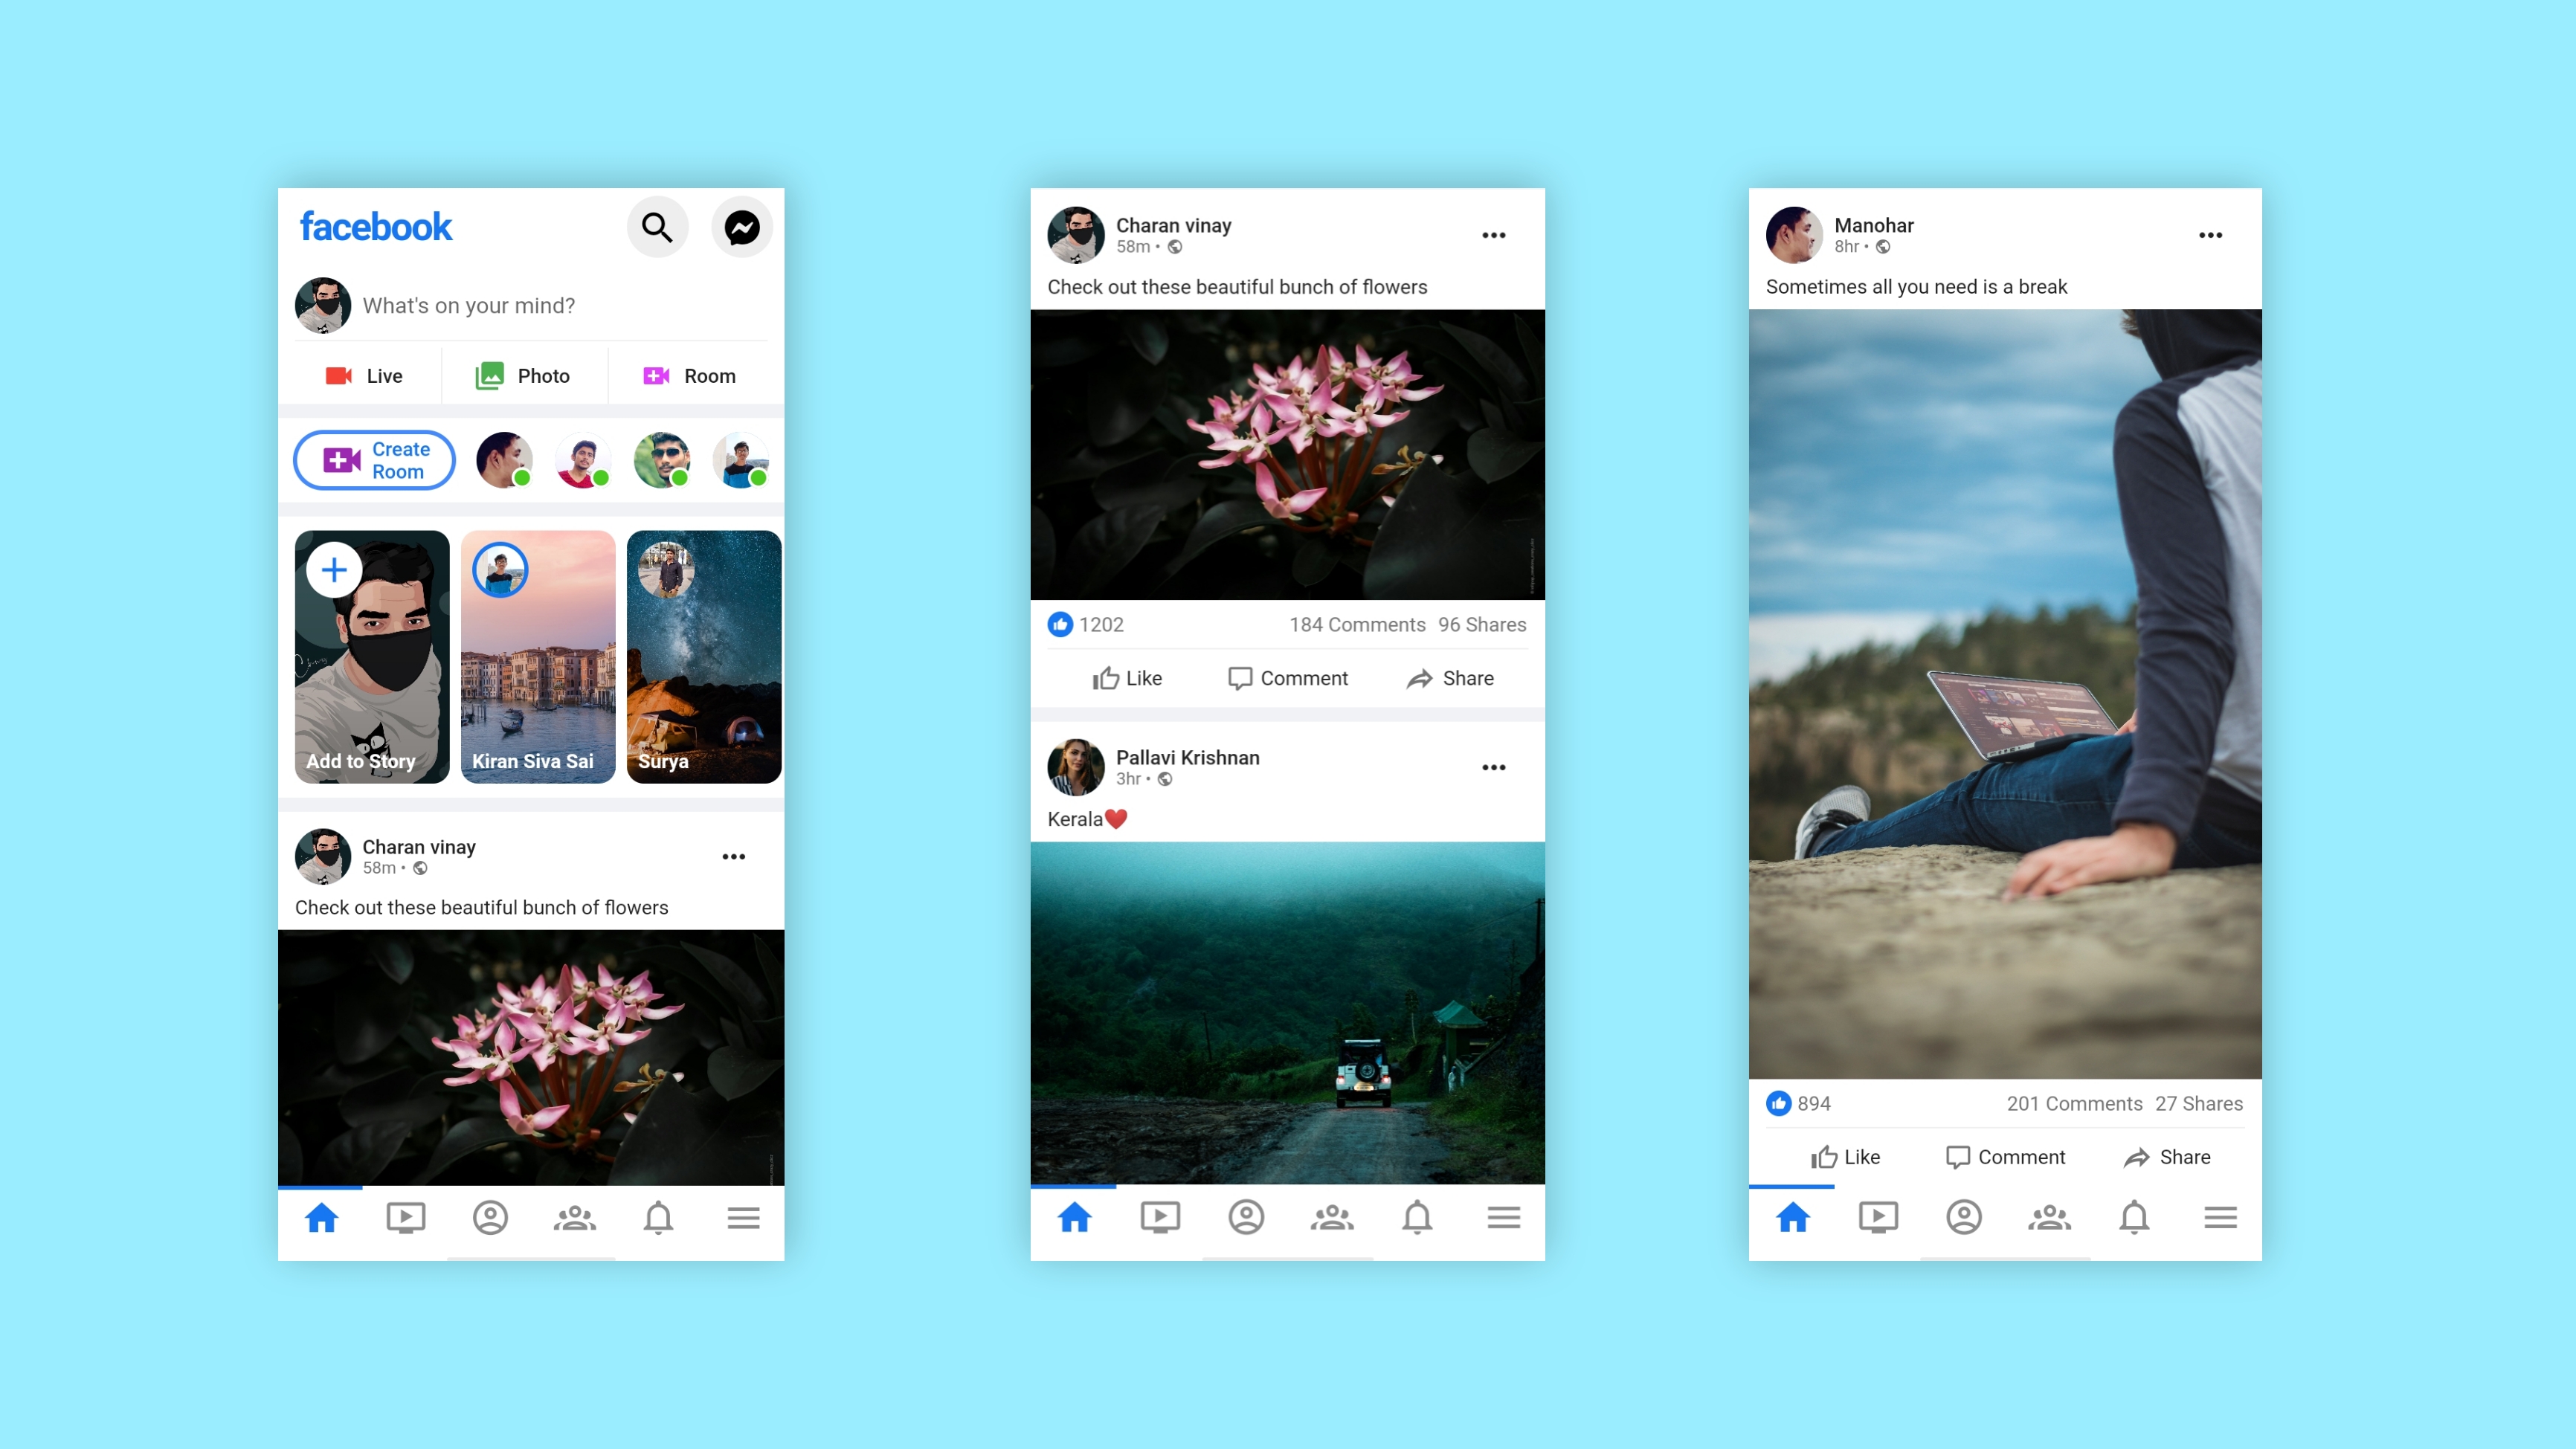 facebook
What's on your mind?
Live
Photo
Room
Create
Room
Add to Story
Kiran Siva Sai
Surya
Charan vinay
58m •
Check out these beautiful bunch of flowers
Charan vinay
58m •
Check out these beautiful bunch of flowers
1202
184 Comments 96 Shares
Like
Comment
Share
Pallavi Krishnan
3hr •
Kerala❤️
Manohar
8hr •
Sometimes all you need is a break
894
201 Comments 27 Shares
Like
Comment
Share